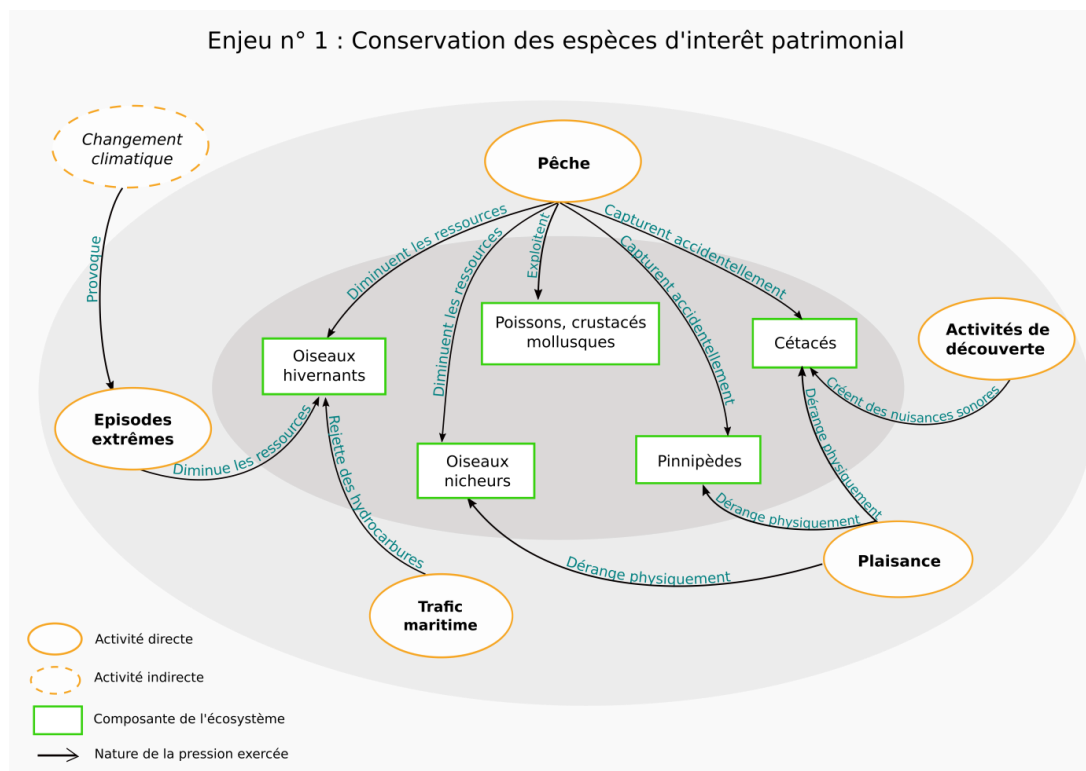 Enjeu n° 1 : Conservation des espèces d'interêt patrimonial
Changement
climatique
Pêche
Provoque
Diminuent les ressources
Diminuent les ressources
Exploitent
Capturent accidentellement
Capturent accidentellement
Oiseaux
hivernants
Poissons, crustacés
mollusques
Cétacés
Activités de
découverte
Créent des nuisances sonores
Episodes
extrêmes
Diminue les ressources
Rejette des hydrocarbures
Oiseaux
nicheurs
Pinnipèdes
Dérange physiquement
Dérange physiquement
Dérange physiquement
Plaisance
Trafic
maritime
Activité directe
Activité indirecte
Composante de l'écosystème
Nature de la pression exercée